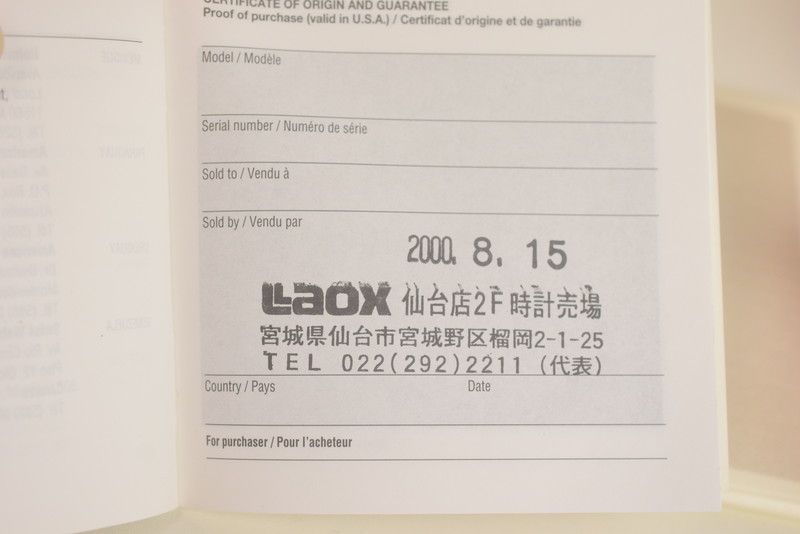 CERTIFICATE OF ORIGIN AND GUARANTEE
Proof of purchase (valid in U.S.A.) / Certificat d'origine et de garantie
Model / Modèle
Serial number / Numéro de série
Sold to / Vendu à
Sold by / Vendu par
2000. 8. 15
Laox 仙台店2F時計売場
宮城県仙台市宮城野区榴岡2-1-25
TEL 022(292)2211 (代表)
Country / Pays Date
For purchaser / Pour l'acheteur